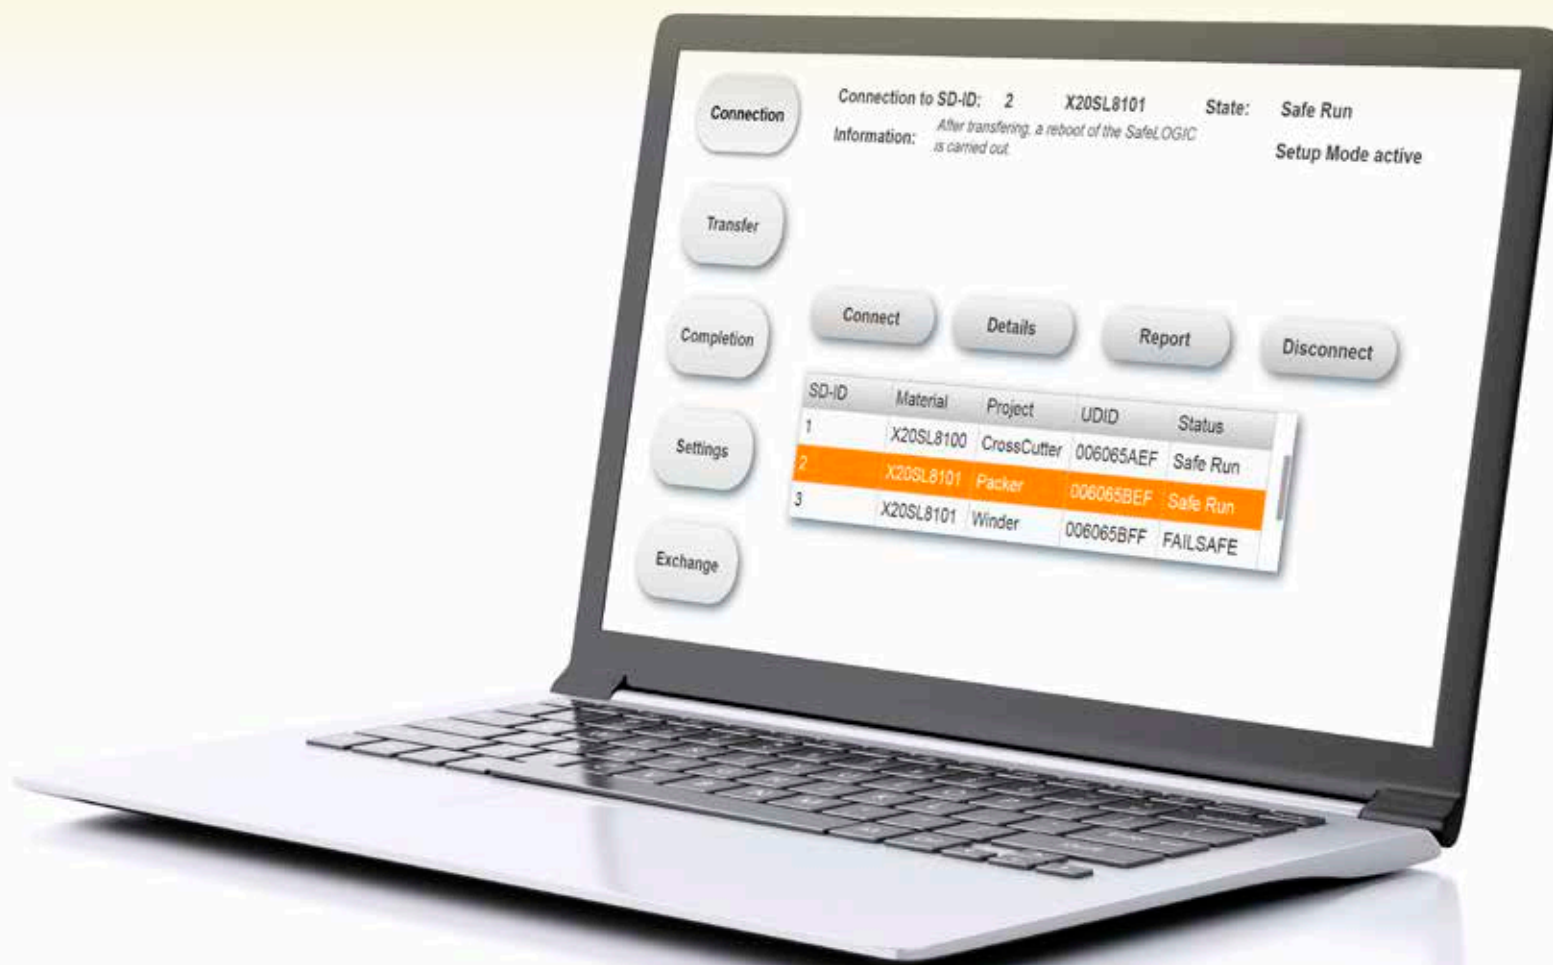 Connection
Connection to SD-ID: 2 X20SL8101 State: Safe Run
Information: After transfering, a reboot of the SafeLOGIC
is carried out.
Setup Mode active
Transfer
Completion
Settings
Exchange
Connect Details Report Disconnect
SD-ID Material Project UDID Status
1 X20SL8100 CrossCutter 006065AEF Safe Run
2 X20SL8101 Packer 006065BEF Safe Run
3 X20SL8101 Winder 006065BFF FAILSAFE